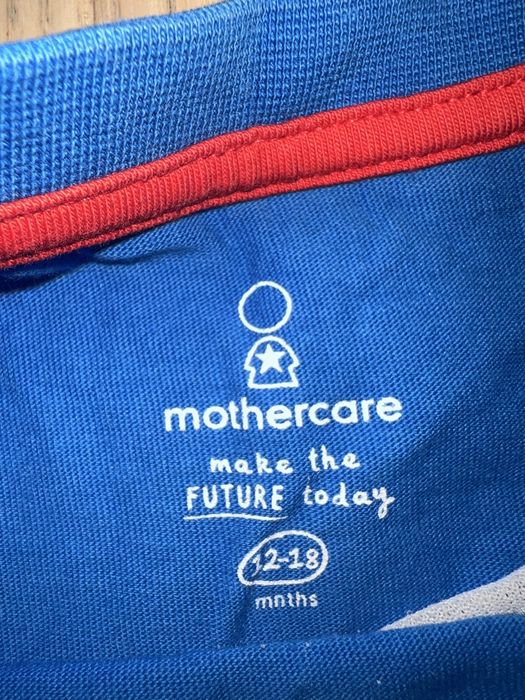 mothercare
make the
FUTURE today
12-18
mnths